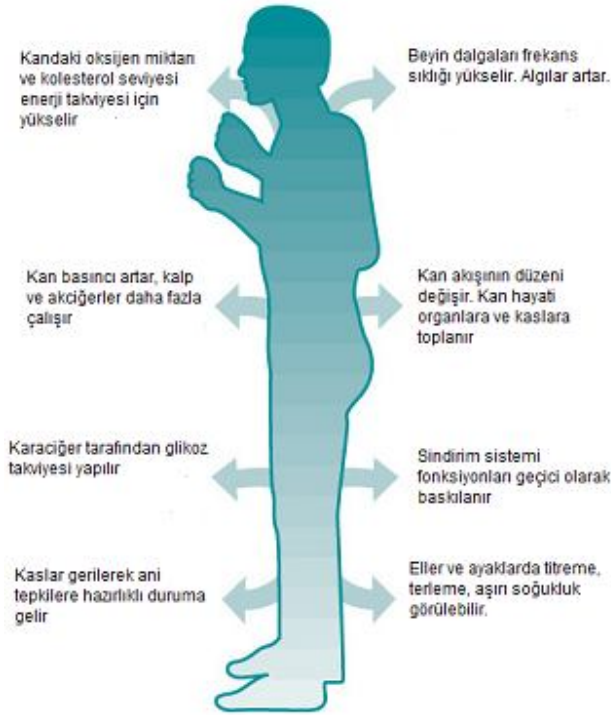 Kandaki oksijen miktarı
ve kolesterol seviyesi
enerji takviyesi için
yükselir
Beyin dalgaları frekans
sıklığı yükselir. Algılar artar.
Kan basıncı artar, kalp
ve akciğerler daha fazla
çalışır
Kan akışının düzeni
değişir. Kan hayati
organlara ve kaslara
toplanır
Karaciğer tarafından glikoz
takviyesi yapılır
Sindirim sistemi
fonksiyonları geçici olarak
baskılanır
Kaslar gerilerek ani
tepkilere hazırlıklı duruma
gelir
Eller ve ayaklarda titreme,
terleme, aşırı soğukluk
görülebilir.